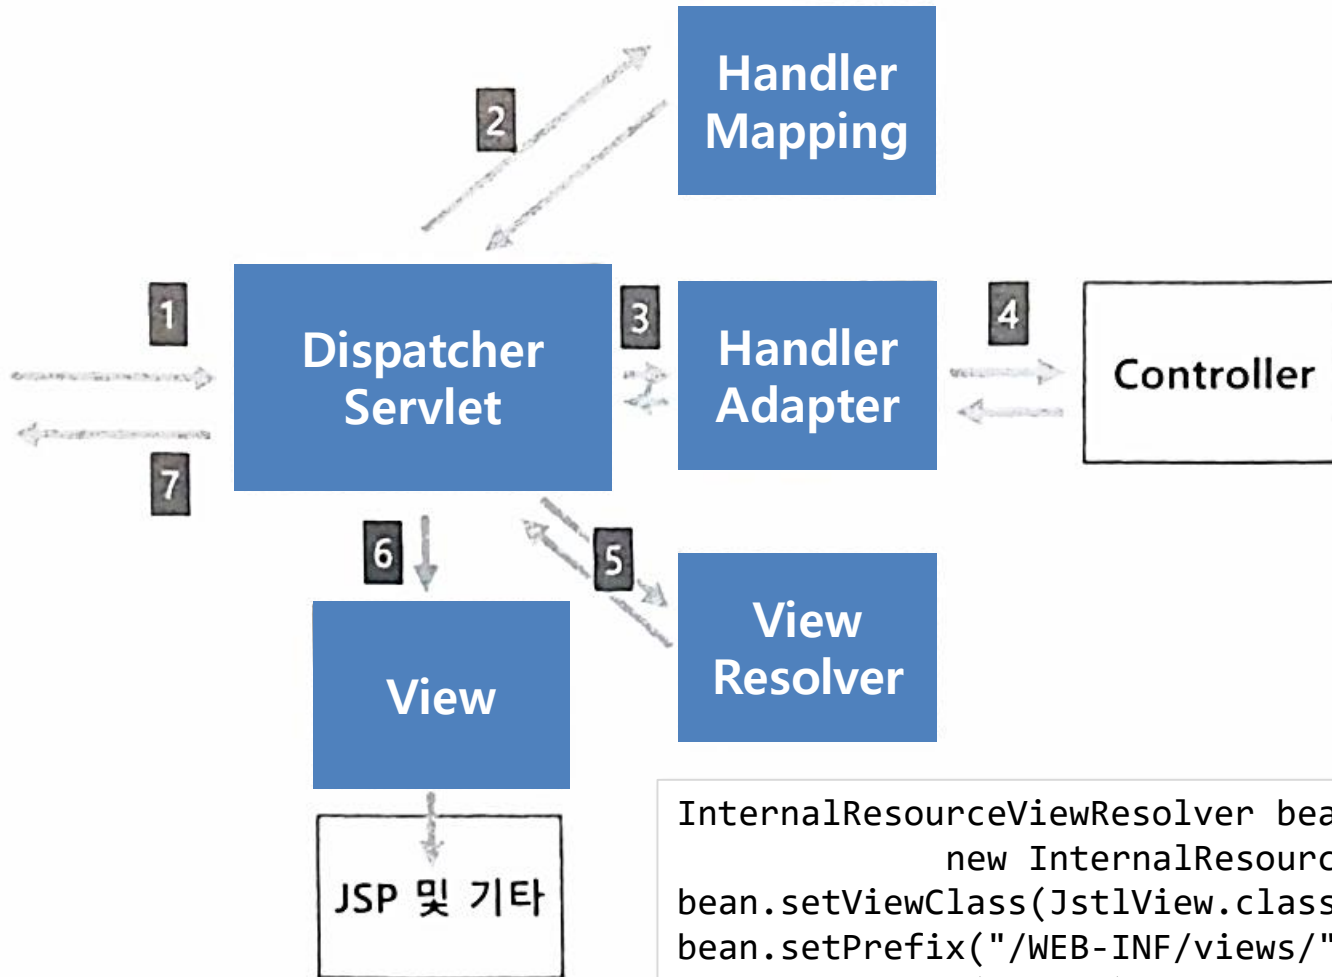 2
Handler
Mapping
1
Dispatcher
Servlet
3
Handler
Adapter
4
Controller
7
6
5
View
Resolver
View
JSP 및 기타
InternalResourceViewResolver bea
new InternalResourc
bean.setViewClass(JstlView.class
bean.setPrefix("/WEB-INF/views/"